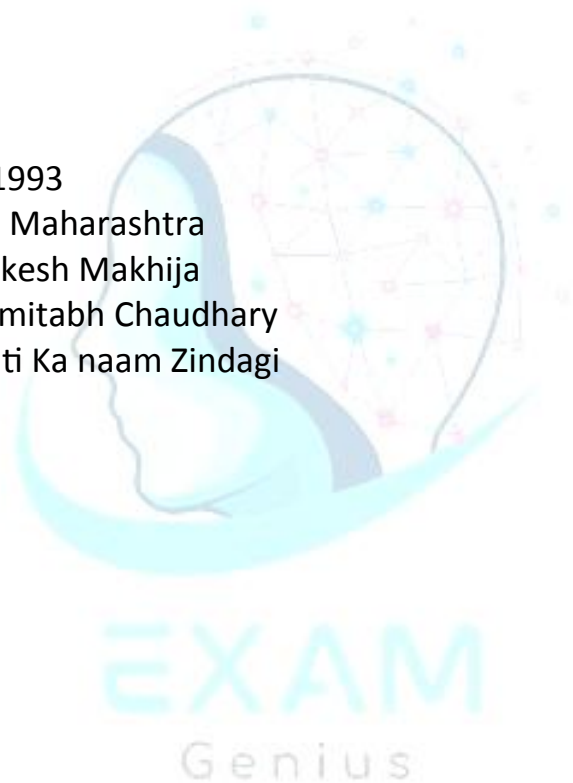 1993
Maharashtra
kesh Makhija
mitabh Chaudhary
ti Ka naam Zindagi
EXAM
Genius